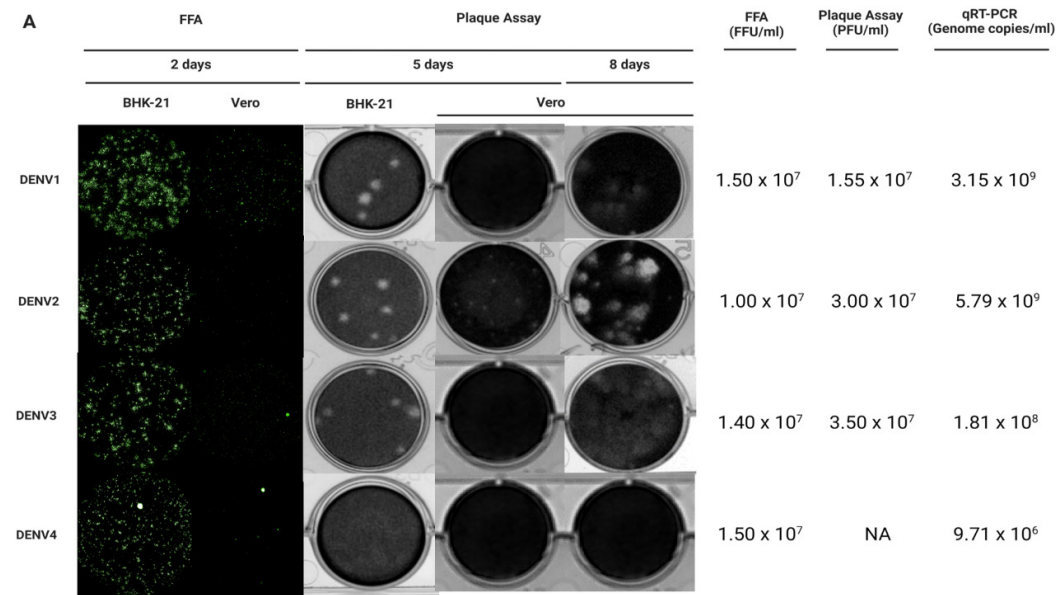 A
FFA
Plaque Assay
FFA
(FFU/ml)
Plaque Assay
(PFU/ml)
qRT-PCR
(Genome copies/ml)
2 days
5 days
8 days
BHK-21
Vero
BHK-21
Vero
DENV1
1.50 x 10⁷
1.55 x 10⁷
3.15 x 10⁹
DENV2
1.00 x 10⁷
3.00 x 10⁷
5.79 x 10⁹
DENV3
1.40 x 10⁷
3.50 x 10⁷
1.81 x 10⁸
DENV4
1.50 x 10⁷
NA
9.71 x 10⁶